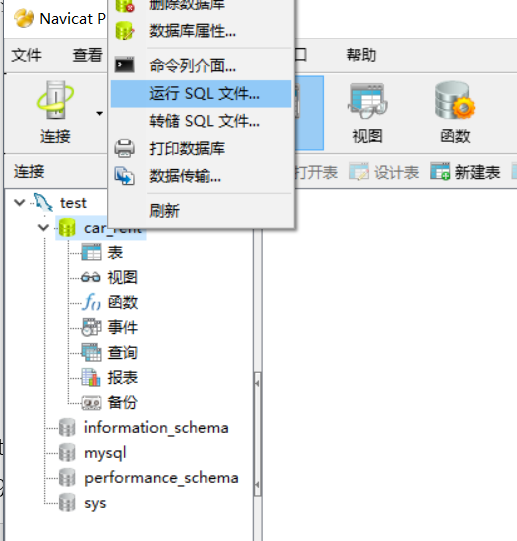 Navicat P
删除数据库
数据库属性...
文件 查看 口 帮助
命令列介面...
运行 SQL 文件...
转储 SQL 文件...
打印数据库
数据传输...
刷新
连接 视图 函数
连接 打开表 设计表 新建表
test
car_rent
表
视图
函数
事件
查询
报表
备份
information_schema
mysql
performance_schema
sys